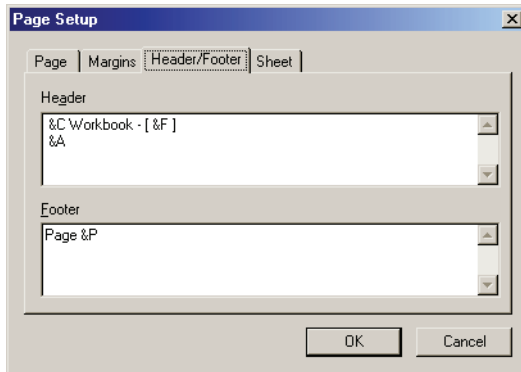 Page Setup
Page
Margins
Header/Footer
Sheet
Header
&C Workbook - [ &F ]
&A
Footer
Page &P
OK
Cancel